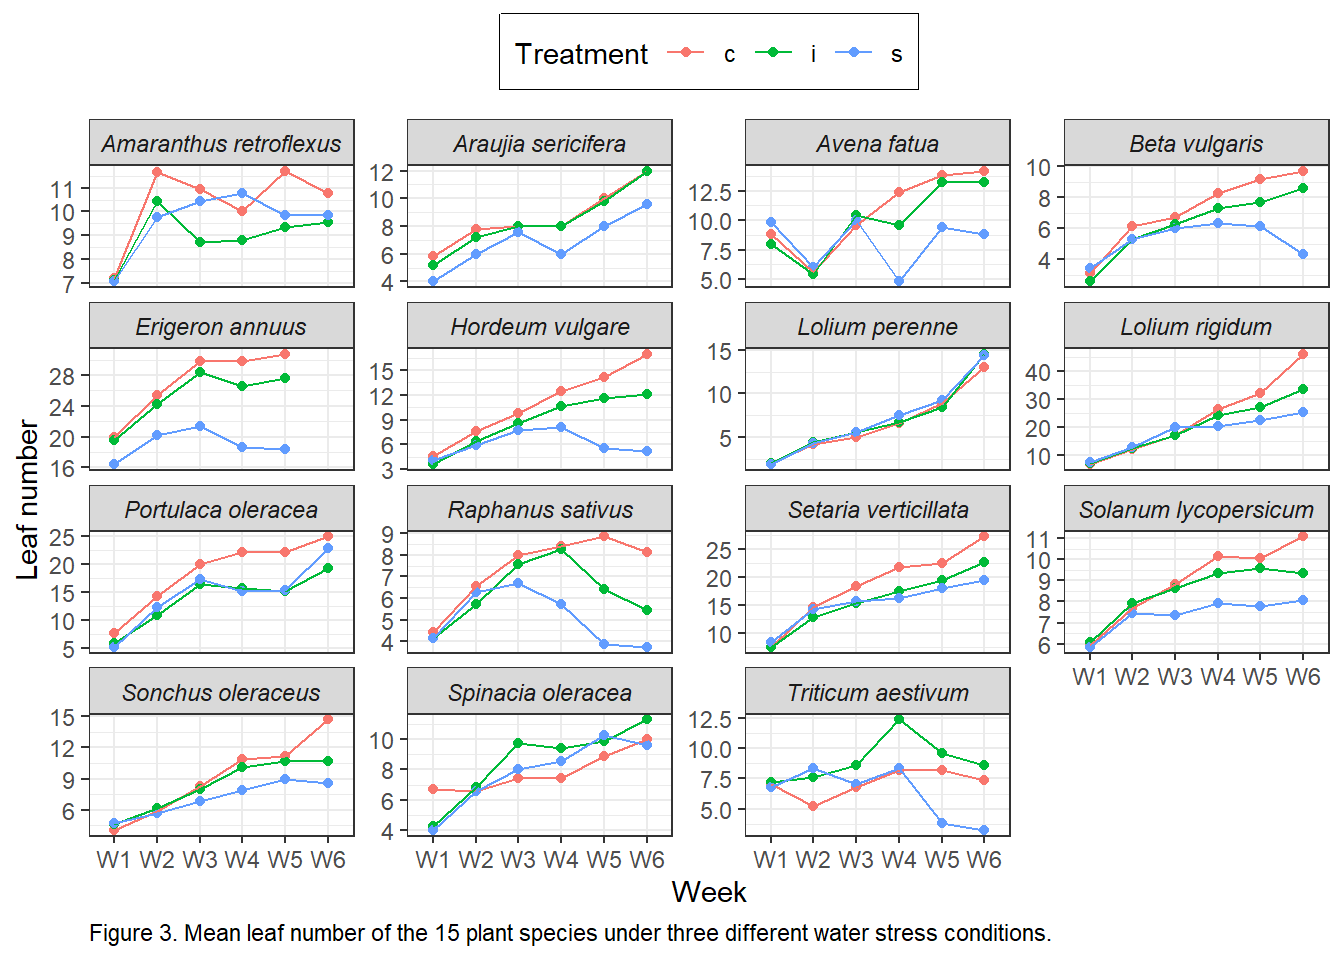 Treatment c i s
Amaranthus retroflexus
Araujia sericifera
Avena fatua
Beta vulgaris
11
10
9
8
7
12
10
8
6
4
12.5
10.0
7.5
5.0
10
8
6
4
Erigeron annuus
Hordeum vulgare
Lolium perenne
Lolium rigidum
28
24
20
16
15
12
9
6
3
15
10
5
40
30
20
10
Leaf number
Portulaca oleracea
Raphanus sativus
Setaria verticillata
Solanum lycopersicum
25
20
15
10
5
9
8
7
6
5
4
25
20
15
10
11
10
9
8
7
6
W1 W2 W3 W4 W5 W6
Sonchus oleraceus
Spinacia oleracea
Triticum aestivum
15
12
9
6
10
8
6
4
12.5
10.0
7.5
5.0
W1 W2 W3 W4 W5 W6
W1 W2 W3 W4 W5 W6
W1 W2 W3 W4 W5 W6
Week
Figure 3. Mean leaf number of the 15 plant species under three different water stress conditions.